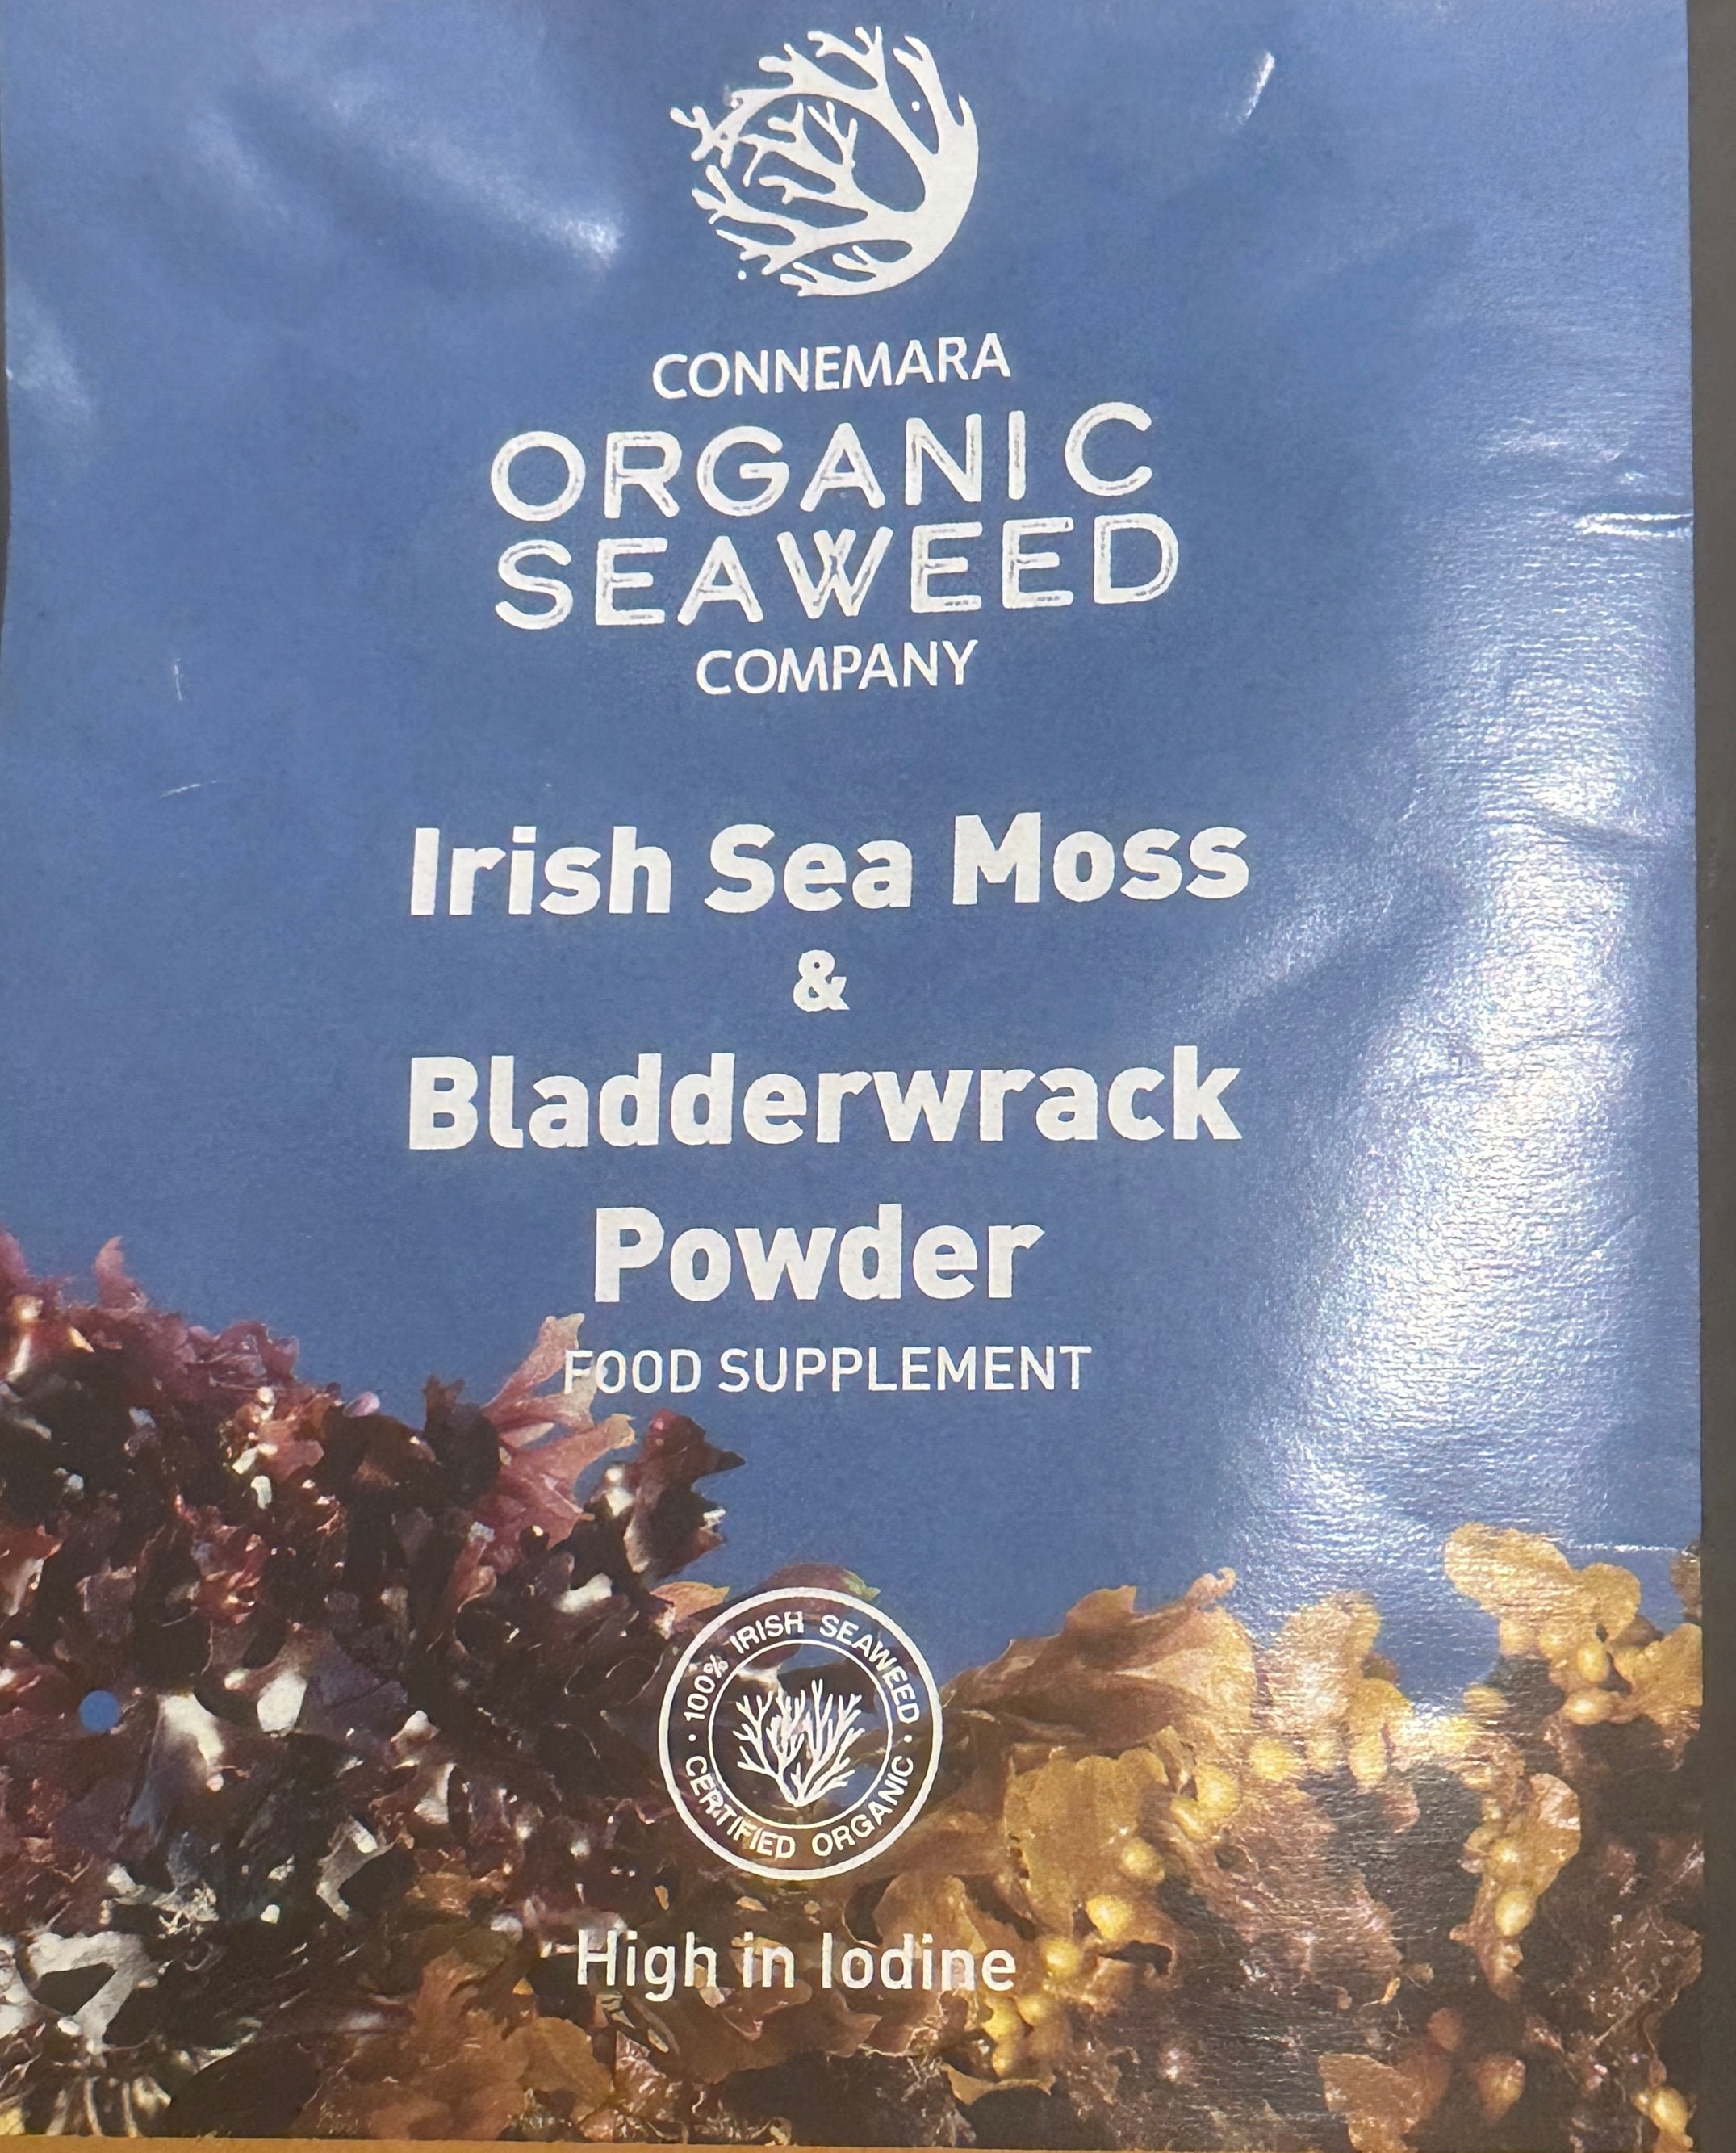 CONNEMARA
ORGANIC
SEAWEED
COMPANY
Irish Sea Moss
&
Bladderwrack
Powder
FOOD SUPPLEMENT
· 100% IRISH SEAWEED ·
CERTIFIED ORGANIC
High in Iodine